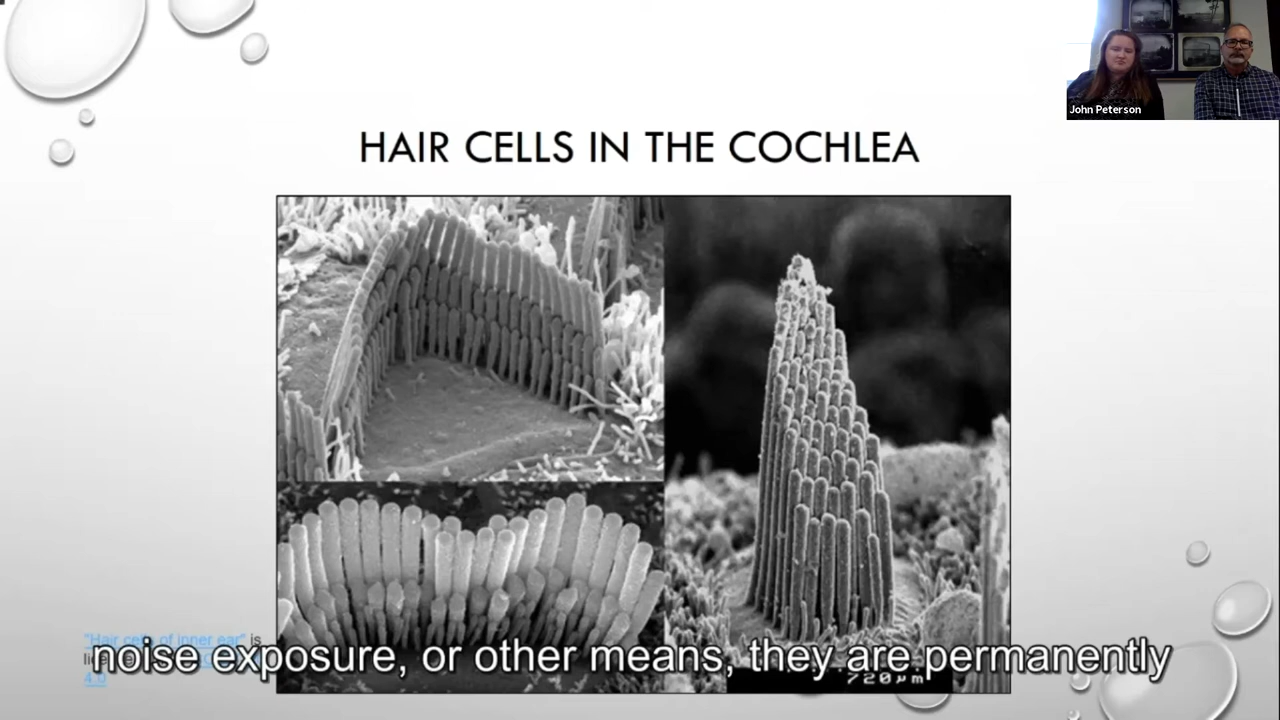 John Peterson
HAIR CELLS IN THE COCHLEA
"Hair cells of inner ear" is
noise exposure, or other means, they are permanently
4.0
720µm